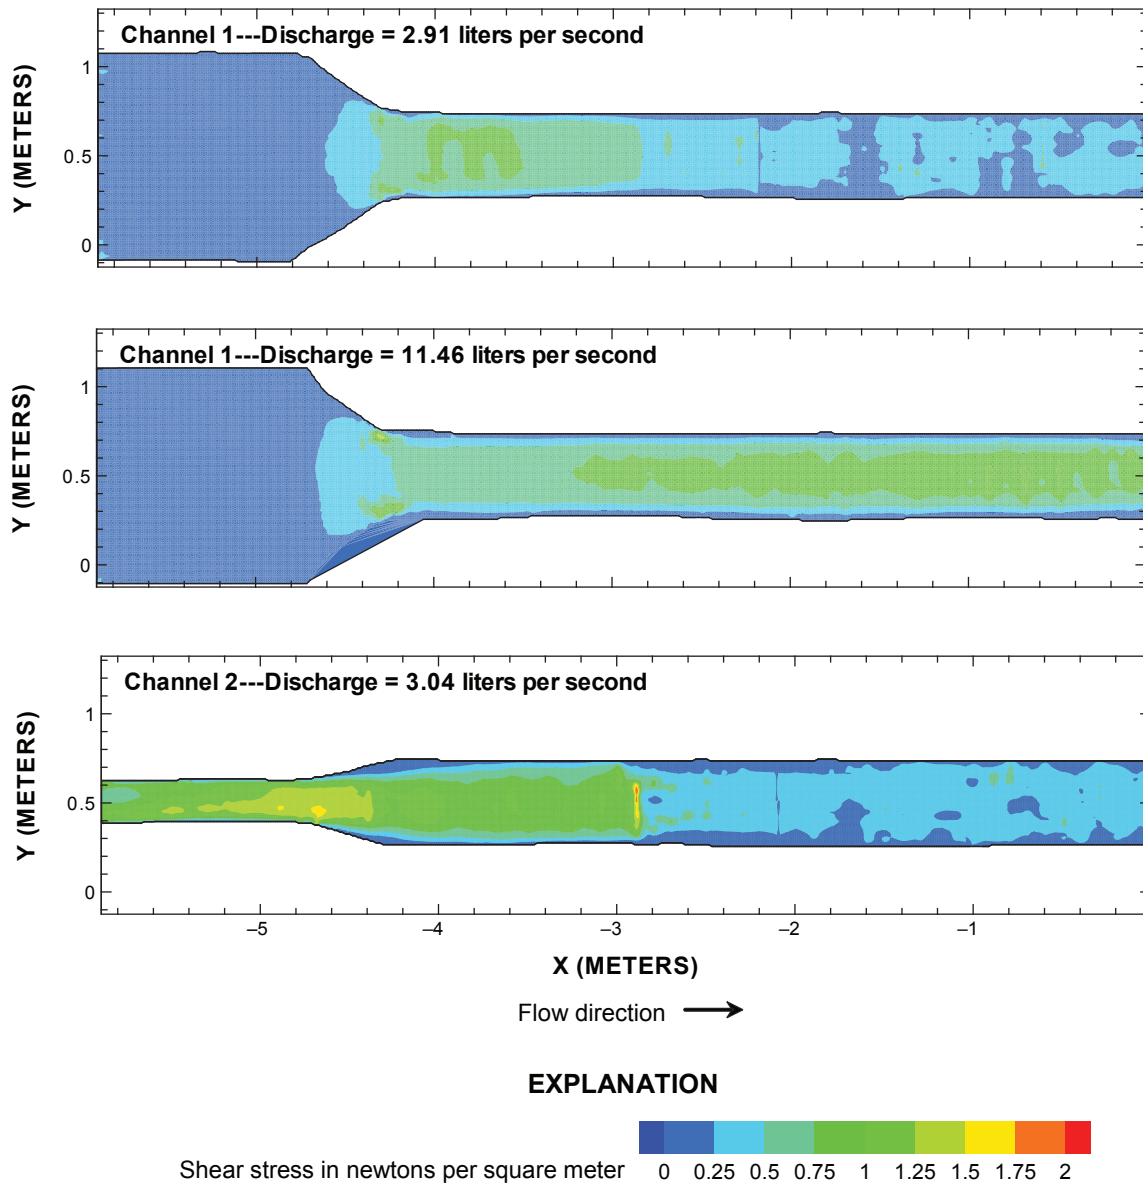 Channel 1---Discharge = 2.91 liters per second
1
0.5
0
Y (METERS)
Channel 1---Discharge = 11.46 liters per second
1
0.5
0
Y (METERS)
Channel 2---Discharge = 3.04 liters per second
1
0.5
0
Y (METERS)
–5 –4 –3 –2 –1
X (METERS)
Flow direction
EXPLANATION
Shear stress in newtons per square meter 0 0.25 0.5 0.75 1 1.25 1.5 1.75 2